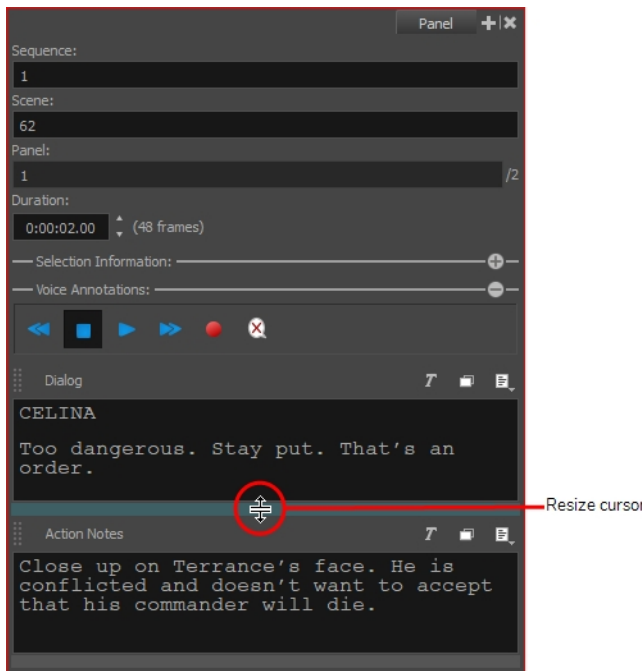 Panel
Sequence:
1
Scene:
62
Panel:
1 /2
Duration:
0:00:02.00 (48 frames)
Selection Information:
Voice Annotations:
Dialog T
CELINA
Too dangerous. Stay put. That's an
order.
Resize cursor
Action Notes T
Close up on Terrance's face. He is
conflicted and doesn't want to accept
that his commander will die.